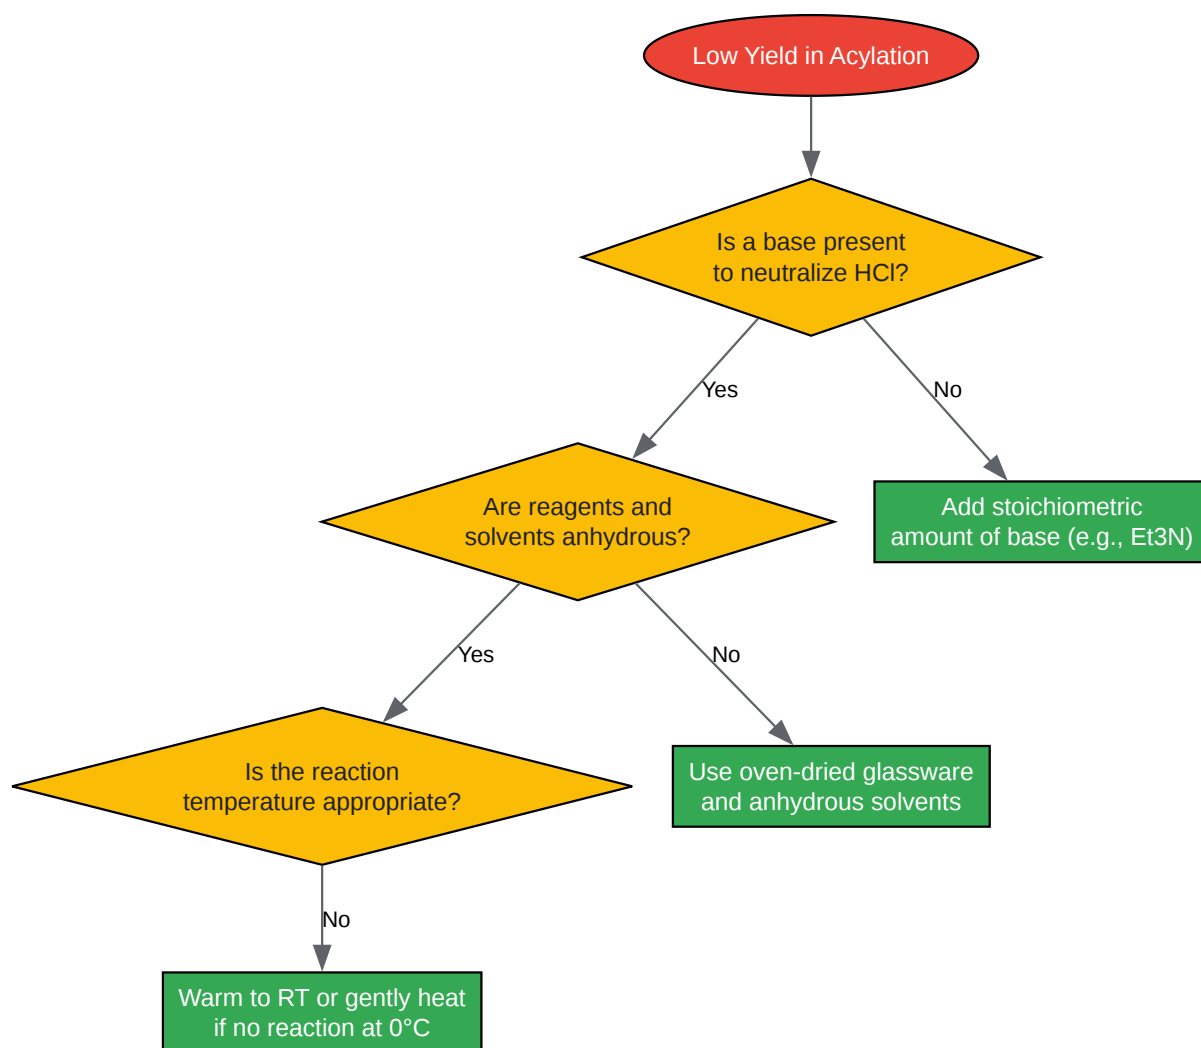 Low Yield in Acylation
Is a base present
to neutralize HCl?
Yes
No
Are reagents and
solvents anhydrous?
Add stoichiometric
amount of base (e.g., Et3N)
Yes
No
Is the reaction
temperature appropriate?
Use oven-dried glassware
and anhydrous solvents
No
Warm to RT or gently heat
if no reaction at 0°C